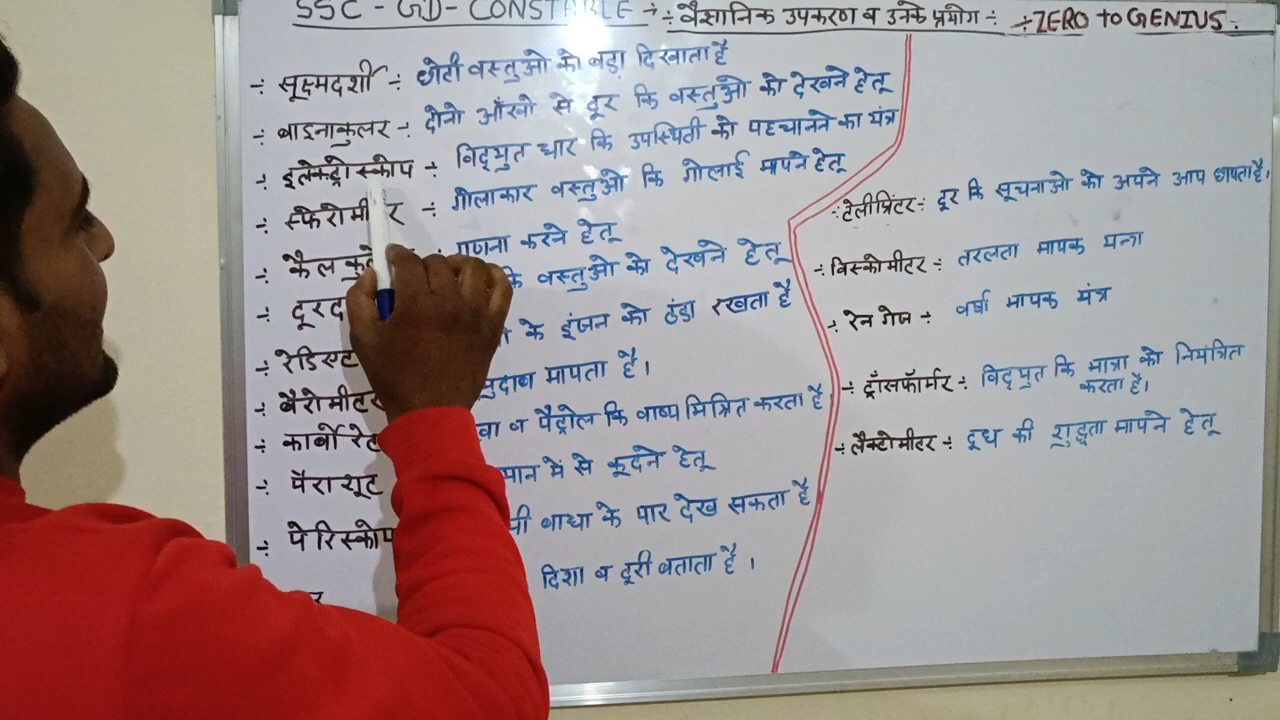 SSC - GD - CONSTABLE → ÷ वैज्ञानिक उपकरण व उनके प्रयोग ÷ ÷ ZERO to GENIUS.
÷ सूक्ष्मदर्शी ÷ छोटी वस्तुओ को बड़ा दिखाता है
÷ बाइनाकुलर ÷ दोनो आँखो से दूर कि वस्तुओ को देखने हेतू
÷ इलेक्ट्रोस्कोप ÷ विद्युत धार कि उपस्थिती को पहचानने का यंत्र
÷ स्फेरोमीटर ÷ गोलाकार वस्तुओ कि गोलाई मापने हेतू
÷ कैलकु गणना करने हेतू
÷ दूरद कि वस्तुओ को देखने हेतू
÷ रेडिएट के इंजन को ठंडा रखता है
÷ बैरोमीटर युदाब मापता है।
÷ कार्बोरेट वा व पैट्रोल कि वाष्प मिश्रित करता है
÷ पैराशूट मान मे से कूदने हेतू
÷ पेरिस्कोप बाधा के पार देख सकता है
दिशा व दूरी बताता है।
÷ टेलीप्रिंटर ÷ दूर कि सूचनाओ को अपने आप छापता है,
÷ विस्कोमीटर ÷ तरलता मापक यन्त्र
÷ रेन गेज ÷ वर्षा मापक यंत्र
÷ ट्राँसफॉर्मर ÷ विद्युत कि मात्रा को नियंत्रित
करता है।
÷ लैक्टोमीटर ÷ दूध की शुद्धता मापने हेतू